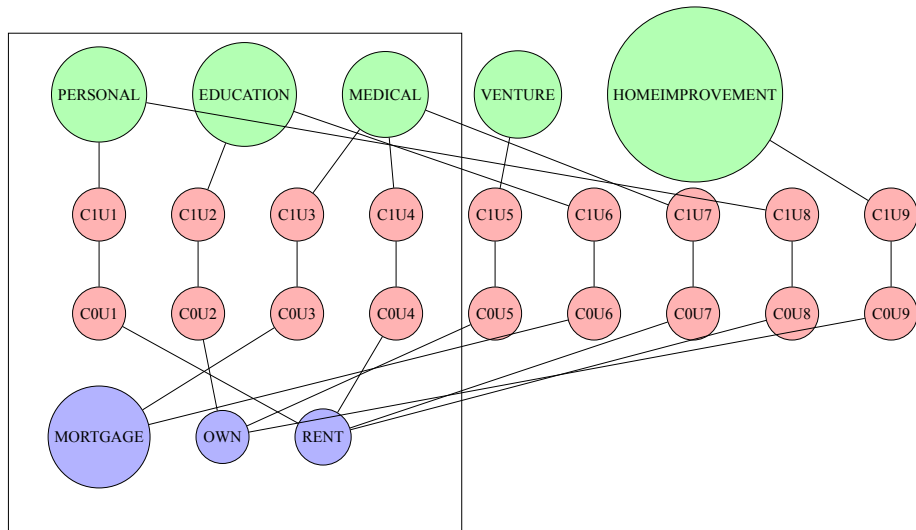 PERSONAL EDUCATION MEDICAL VENTURE HOMEIMPROVEMENT
C1U1 C1U2 C1U3 C1U4 C1U5 C1U6 C1U7 C1U8 C1U9
C0U1 C0U2 C0U3 C0U4 C0U5 C0U6 C0U7 C0U8 C0U9
MORTGAGE OWN RENT